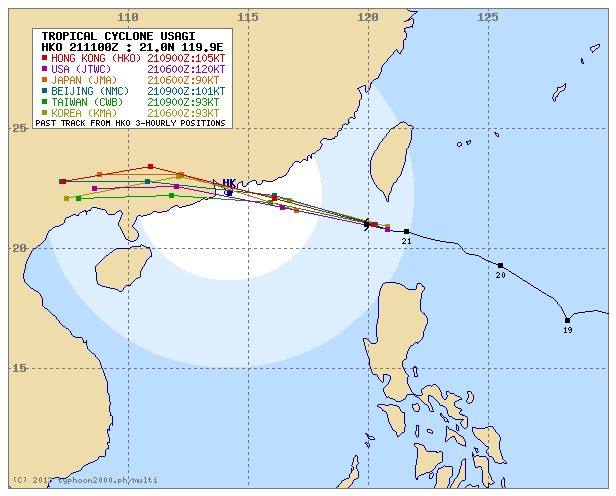 110 115 120 125
TROPICAL CYCLONE USAGI
HKO 211100Z : 21.0N 119.9E
HONG KONG (HKO) 210900Z:105KT
USA (JTWC) 210600Z:120KT
JAPAN (JMA) 210600Z:90KT
BEIJING (NMC) 210900Z:101KT
TAIWAN (CWB) 210900Z:93KT
KOREA (KMA) 210600Z:93KT
PAST TRACK FROM HKO 3-HOURLY POSITIONS
25
HK
21
20
20
19
15
(C) typhoon2000.ph/multi